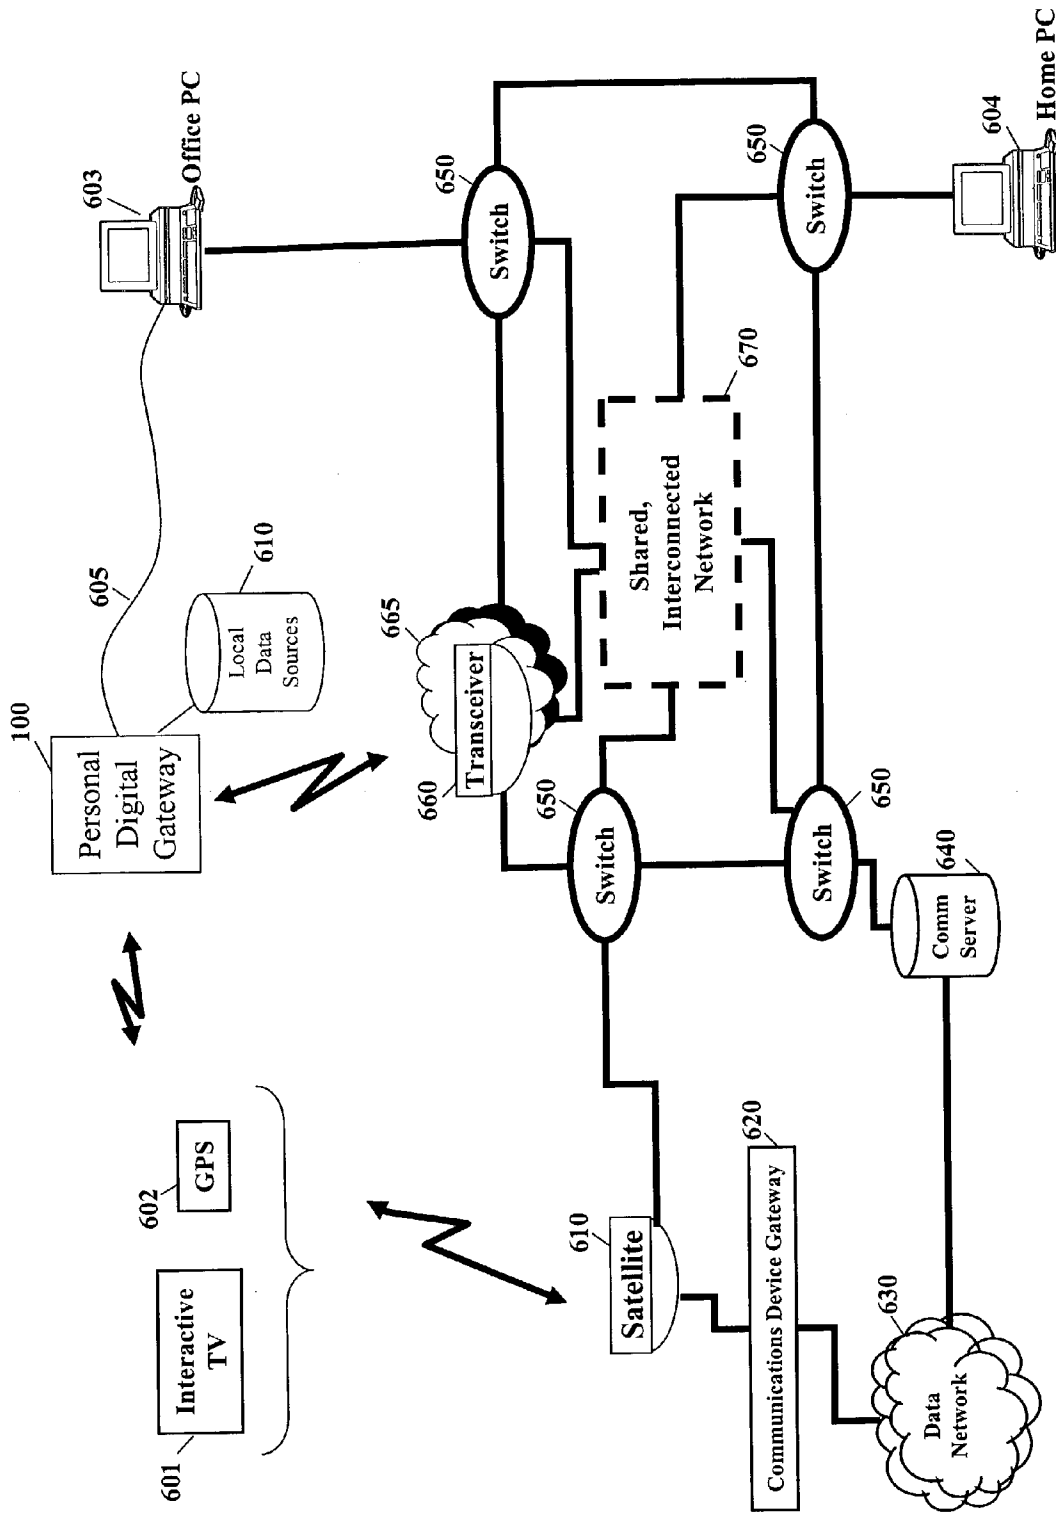 601
Interactive
TV
602
GPS
100
Personal
Digital
Gateway
605
Local
Data
Sources
610
603
Office PC
610
Satellite
660
Transceiver
665
650
Switch
650
Switch
620
Communications Device Gateway
Shared,
Interconnected
Network
670
650
Switch
650
Switch
630
Data
Network
640
Comm
Server
604
Home PC